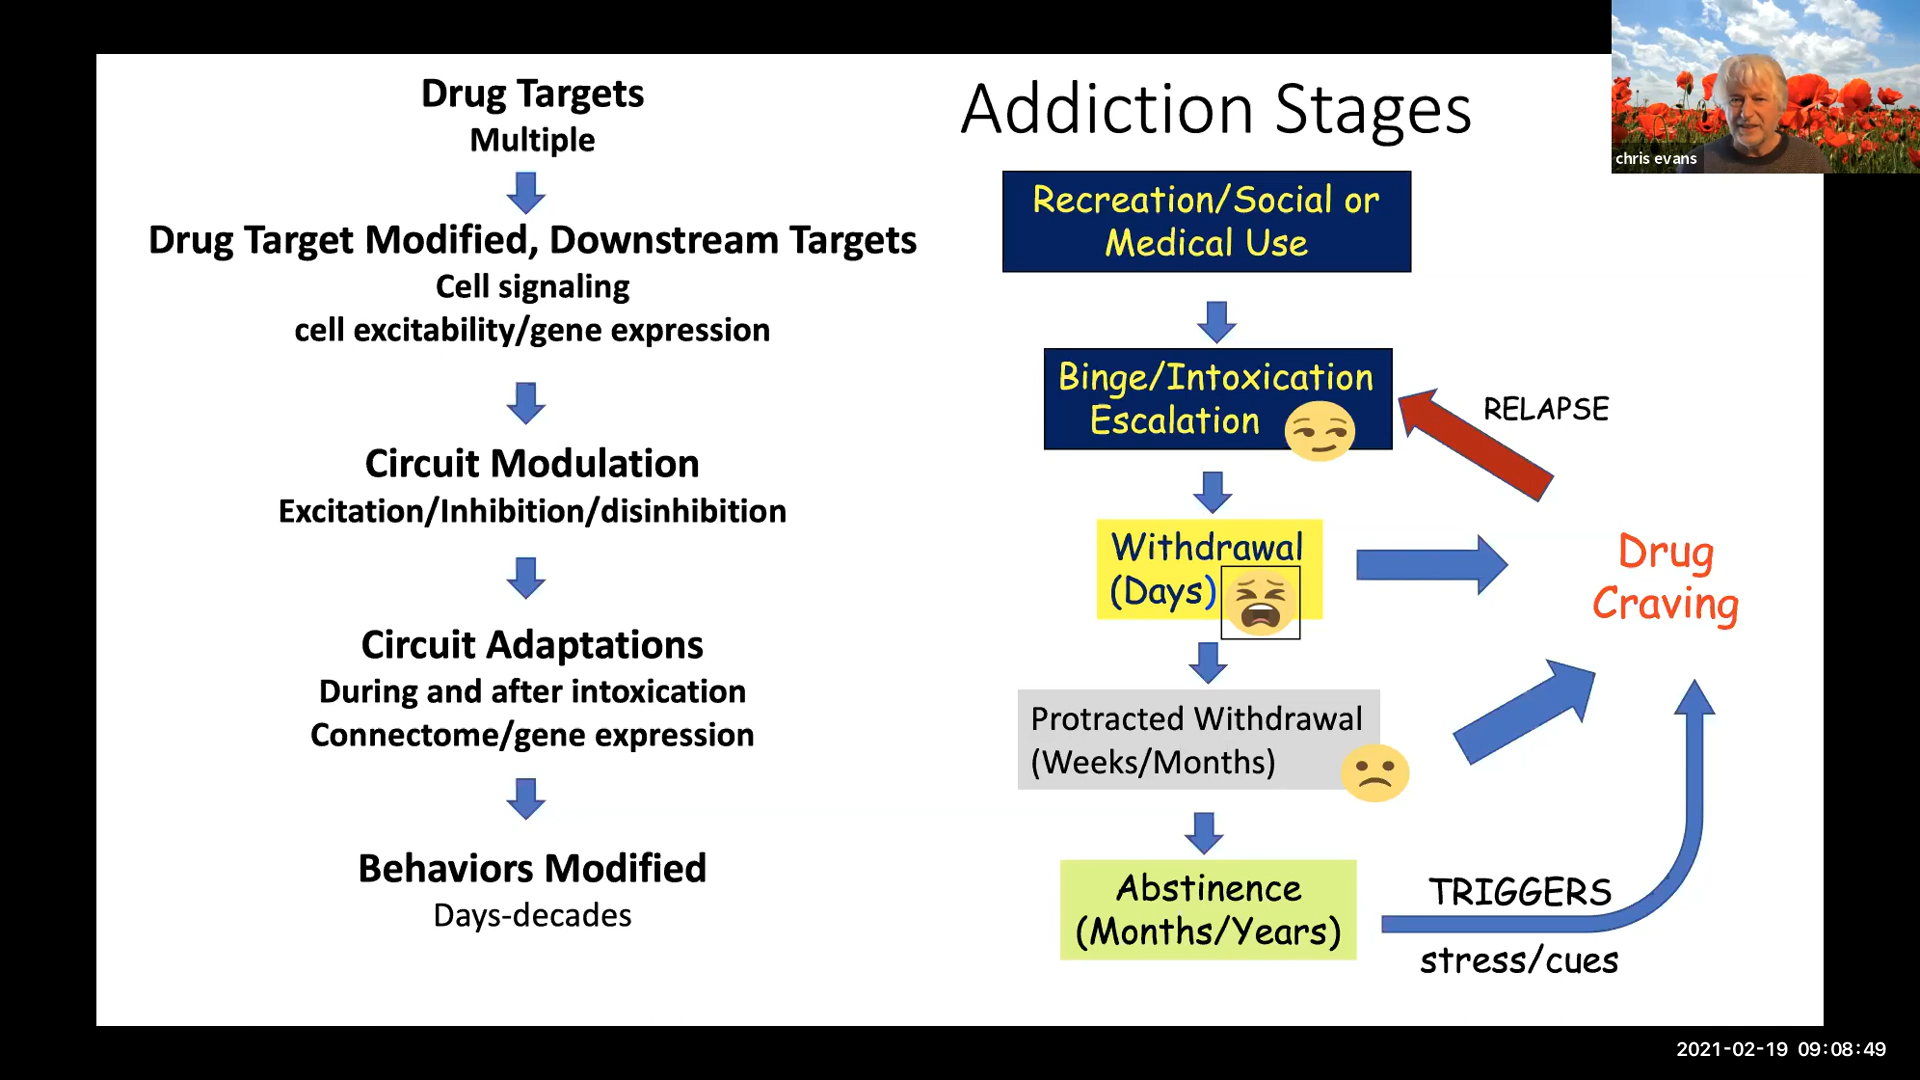 Drug Targets
Multiple
Drug Target Modified, Downstream Targets
Cell signaling
cell excitability/gene expression
Circuit Modulation
Excitation/Inhibition/disinhibition
Circuit Adaptations
During and after intoxication
Connectome/gene expression
Behaviors Modified
Days-decades
Addiction Stages
Recreation/Social or
Medical Use
Binge/Intoxication
Escalation
RELAPSE
Withdrawal
(Days)
Drug
Craving
Protracted Withdrawal
(Weeks/Months)
Abstinence
(Months/Years)
TRIGGERS
stress/cues
chris evans
2021-02-19 09:08:49